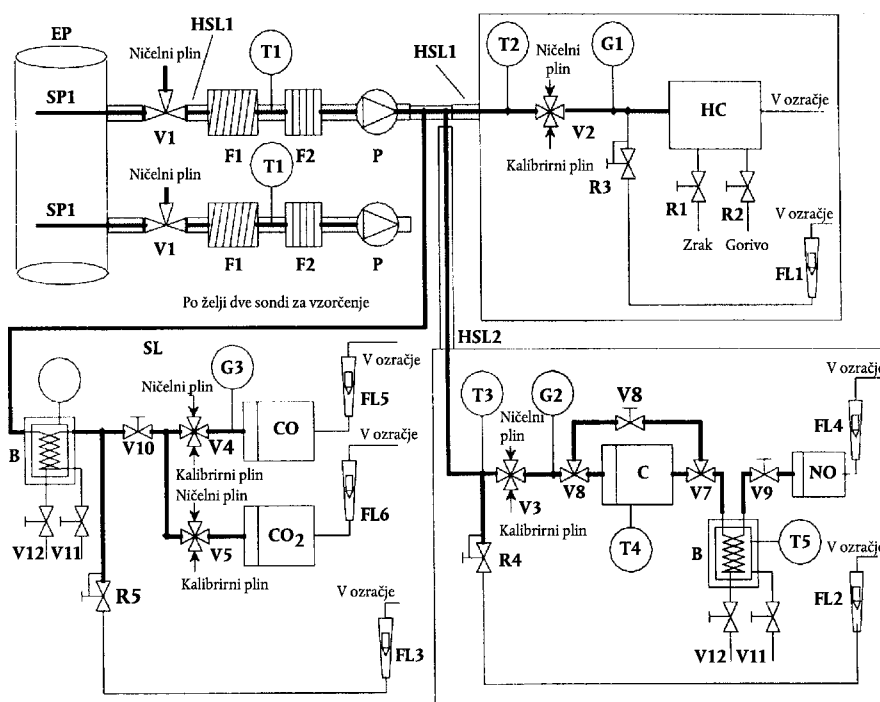 EP
HSL1
Ničelni plin
T1
SP1
V1
F1
F2
P
HSL1
T2
Ničelni plin
G1
V2
HC
V ozračje
Kalibrirni plin
R3
R1
R2
Zrak
Gorivo
V ozračje
FL1
Ničelni plin
T1
SP1
V1
F1
F2
P
Po želji dve sondi za vzorčenje
HSL2
SL
V ozračje
Ničelni plin
G3
FL5
CO
V10
V4
V ozračje
B
Kalibrirni plin
Ničelni plin
FL6
CO2
V12
V11
V5
Kalibrirni plin
R5
V ozračje
FL3
V ozračje
T3
Ničelni plin
G2
V8
FL4
C
NO
V3
V8
V7
V9
Kalibrirni plin
T4
B
T5
R4
V ozračje
FL2
V12
V11